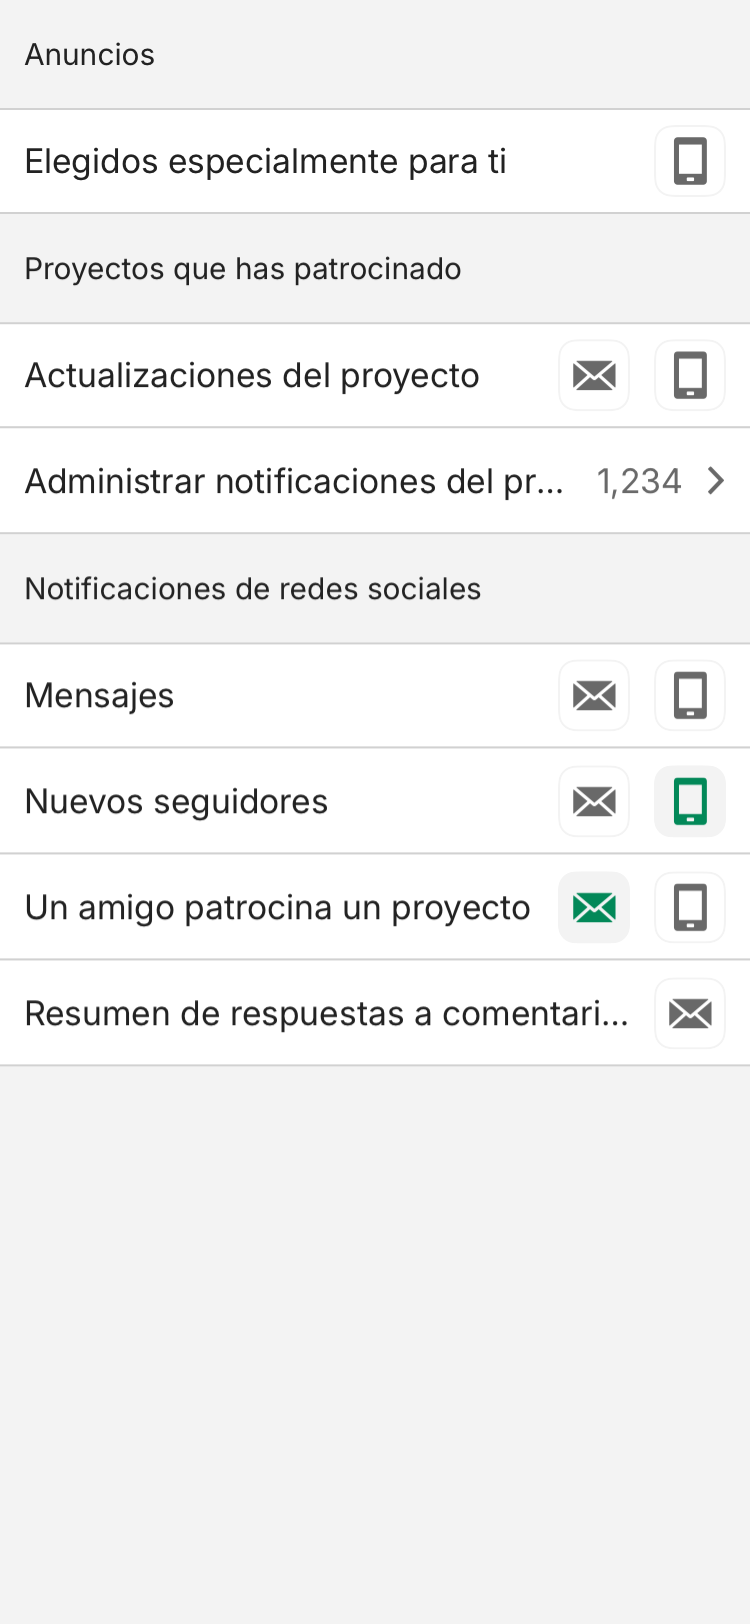 Anuncios
Elegidos especialmente para ti
Proyectos que has patrocinado
Actualizaciones del proyecto
Administrar notificaciones del pr... 1,234
Notificaciones de redes sociales
Mensajes
Nuevos seguidores
Un amigo patrocina un proyecto
Resumen de respuestas a comentari...